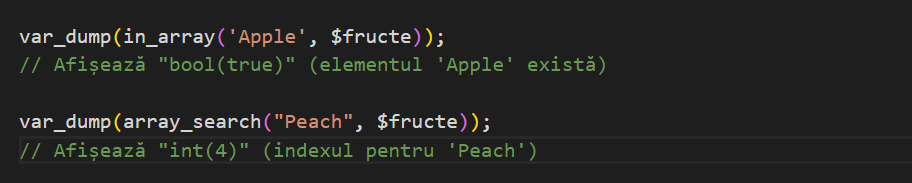 var_dump(in_array('Apple', $fructe));
// Afișează "bool(true)" (elementul 'Apple' există)
var_dump(array_search("Peach", $fructe));
// Afișează "int(4)" (indexul pentru 'Peach')